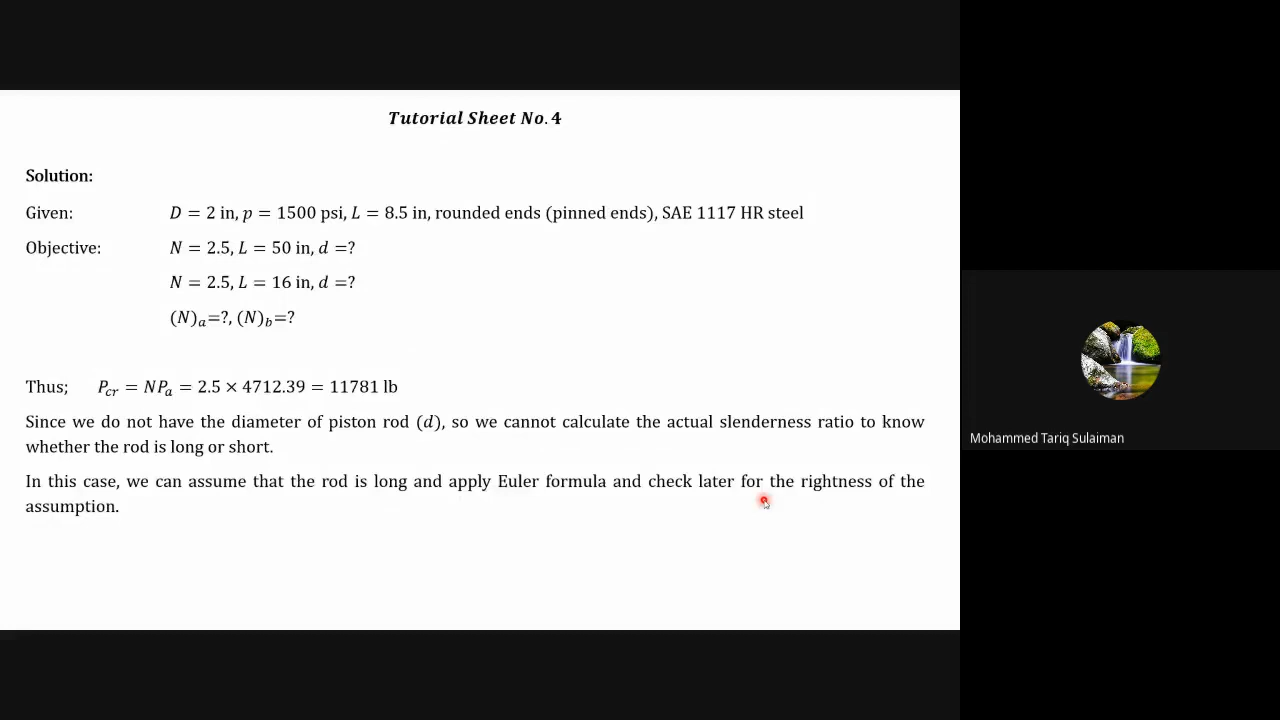 Tutorial Sheet No. 4
Solution:
Given: D = 2 in, p = 1500 psi, L = 8.5 in, rounded ends (pinned ends), SAE 1117 HR steel
Objective: N = 2.5, L = 50 in, d =?
N = 2.5, L = 16 in, d =?
(N)ₐ=?, (N)_b=?
Thus; P_cr = NPₐ = 2.5 × 4712.39 = 11781 lb
Since we do not have the diameter of piston rod (d), so we cannot calculate the actual slenderness ratio to know
whether the rod is long or short.
In this case, we can assume that the rod is long and apply Euler formula and check later for the rightness of the
assumption.
Mohammed Tariq Sulaiman